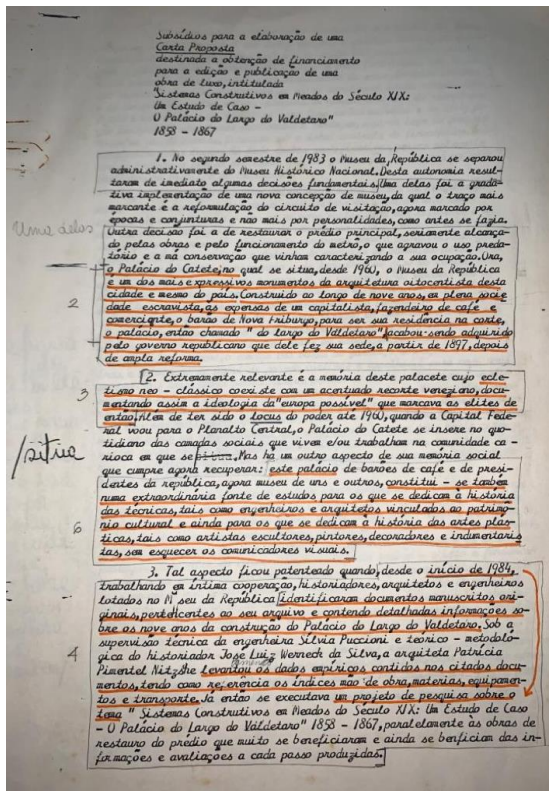 Subsídios para a elaboração de uma
Carta Proposta
destinada a obtenção de financiamento
para a edição e publicação de uma
obra de luxo, intitulada
"Sistemas Construtivos em Meados do Século XIX:
Um Estudo de Caso –
O Palácio do Largo do Valdetaro"
1858 - 1867
1. No segundo semestre de 1983 o Museu da República se separou
administrativamente do Museu Histórico Nacional. Desta autonomia resul-
taram de imediato algumas decisões fundamentais. Uma delas foi a grada-
tiva implementação de uma nova concepção de museu, da qual o traço mais
marcante é a reformulação do circuito de visitação, agora marcado por
épocas e conjunturas e não mais por personalidades, como antes se fazia.
Uma delas
Outra decisão foi a de restaurar o prédio principal, seriamente alcança-
do pelas obras e pelo funcionamento do metrô, o que agravou o uso preda-
tório e a má conservação que vinham caracterizando a sua ocupação. Ora,
o Palácio do Catete, no qual se situa, desde 1960, o Museu da República
é um dos mais expressivos monumentos da arquitetura oitocentista desta
2
cidade e mesmo do país. Construído ao longo de nove anos, em plena socie
dade escravista, às expensas de um capitalista, fazendeiro de café e
comerciante, o barão de Nova Friburgo, para ser sua residência na corte,
o palácio, então chamado " do largo do Valdetaro" acabou sendo adquirido
pelo governo republicano que dele fez sua sede, a partir de 1897, depois
de ampla reforma.
2. Extremamente relevante é a memória deste palacete cujo ecle-
3
tismo neo - clássico coexiste com um acentuado recorte veneziano, docu-
mentando assim a ideologia da "europa possível" que marcava as elites de
então. Além de ter sido o Locus do poder até 1960, quando a Capital Fede-
ral voou para o Planalto Central, o Palácio do Catete se insere no quo-
tidiano das camadas sociais que vivem e/ou trabalham na comunidade ca -
/situa
rioca em que se. Mas há um outro aspecto de sua memória social
que cumpre agora recuperar: este palácio de barões de café e de presi-
dentes da república, agora museu de uns e outros, constitui - se também
numa extraordinária fonte de estudos para os que se dedicam à história
das técnicas, tais como engenheiros e arquitetos vinculados ao patrimo-
6
nio cultural e ainda para os que se dedicam à história das artes plás-
ticas, tais como artistas escultores, pintores, decoradores e indumentaris
tas, sem esquecer os comunicadores visuais.
3. Tal aspecto ficou patenteado quando, desde o início de 1984,
trabalhando em íntima cooperação, historiadores, arquitetos e engenheiros
lotados no Museu da República identificaram documentos manuscritos ori-
ginais, pertencentes ao seu arquivo e contendo detalhadas informações so-
bre os nove anos da construção do Palácio do Largo do Valdetaro. Sob a
supervisão técnica da engenheira Sílvia Puccioni e teórico - metodoló-
4
gica do historiador José Luiz Werneck da Silva, a arquiteta Patrícia
Pimentel Nitzshe levantou os dados empíricos contidos nos citados docu-
mentos, tendo como referência os índices mão de obra, materiais, equipamen-
tos e transporte. Já então se executava um projeto de pesquisa sobre o
tema " Sistemas Construtivos em Meados do Século XIX: Um Estudo de Caso
- O Palácio do Largo do Valdetaro" 1858 - 1867, paralelamente às obras de
restauro do prédio que muito se beneficiaram e ainda se benficiam das in-
formações e avaliações a cada passo produzidas.